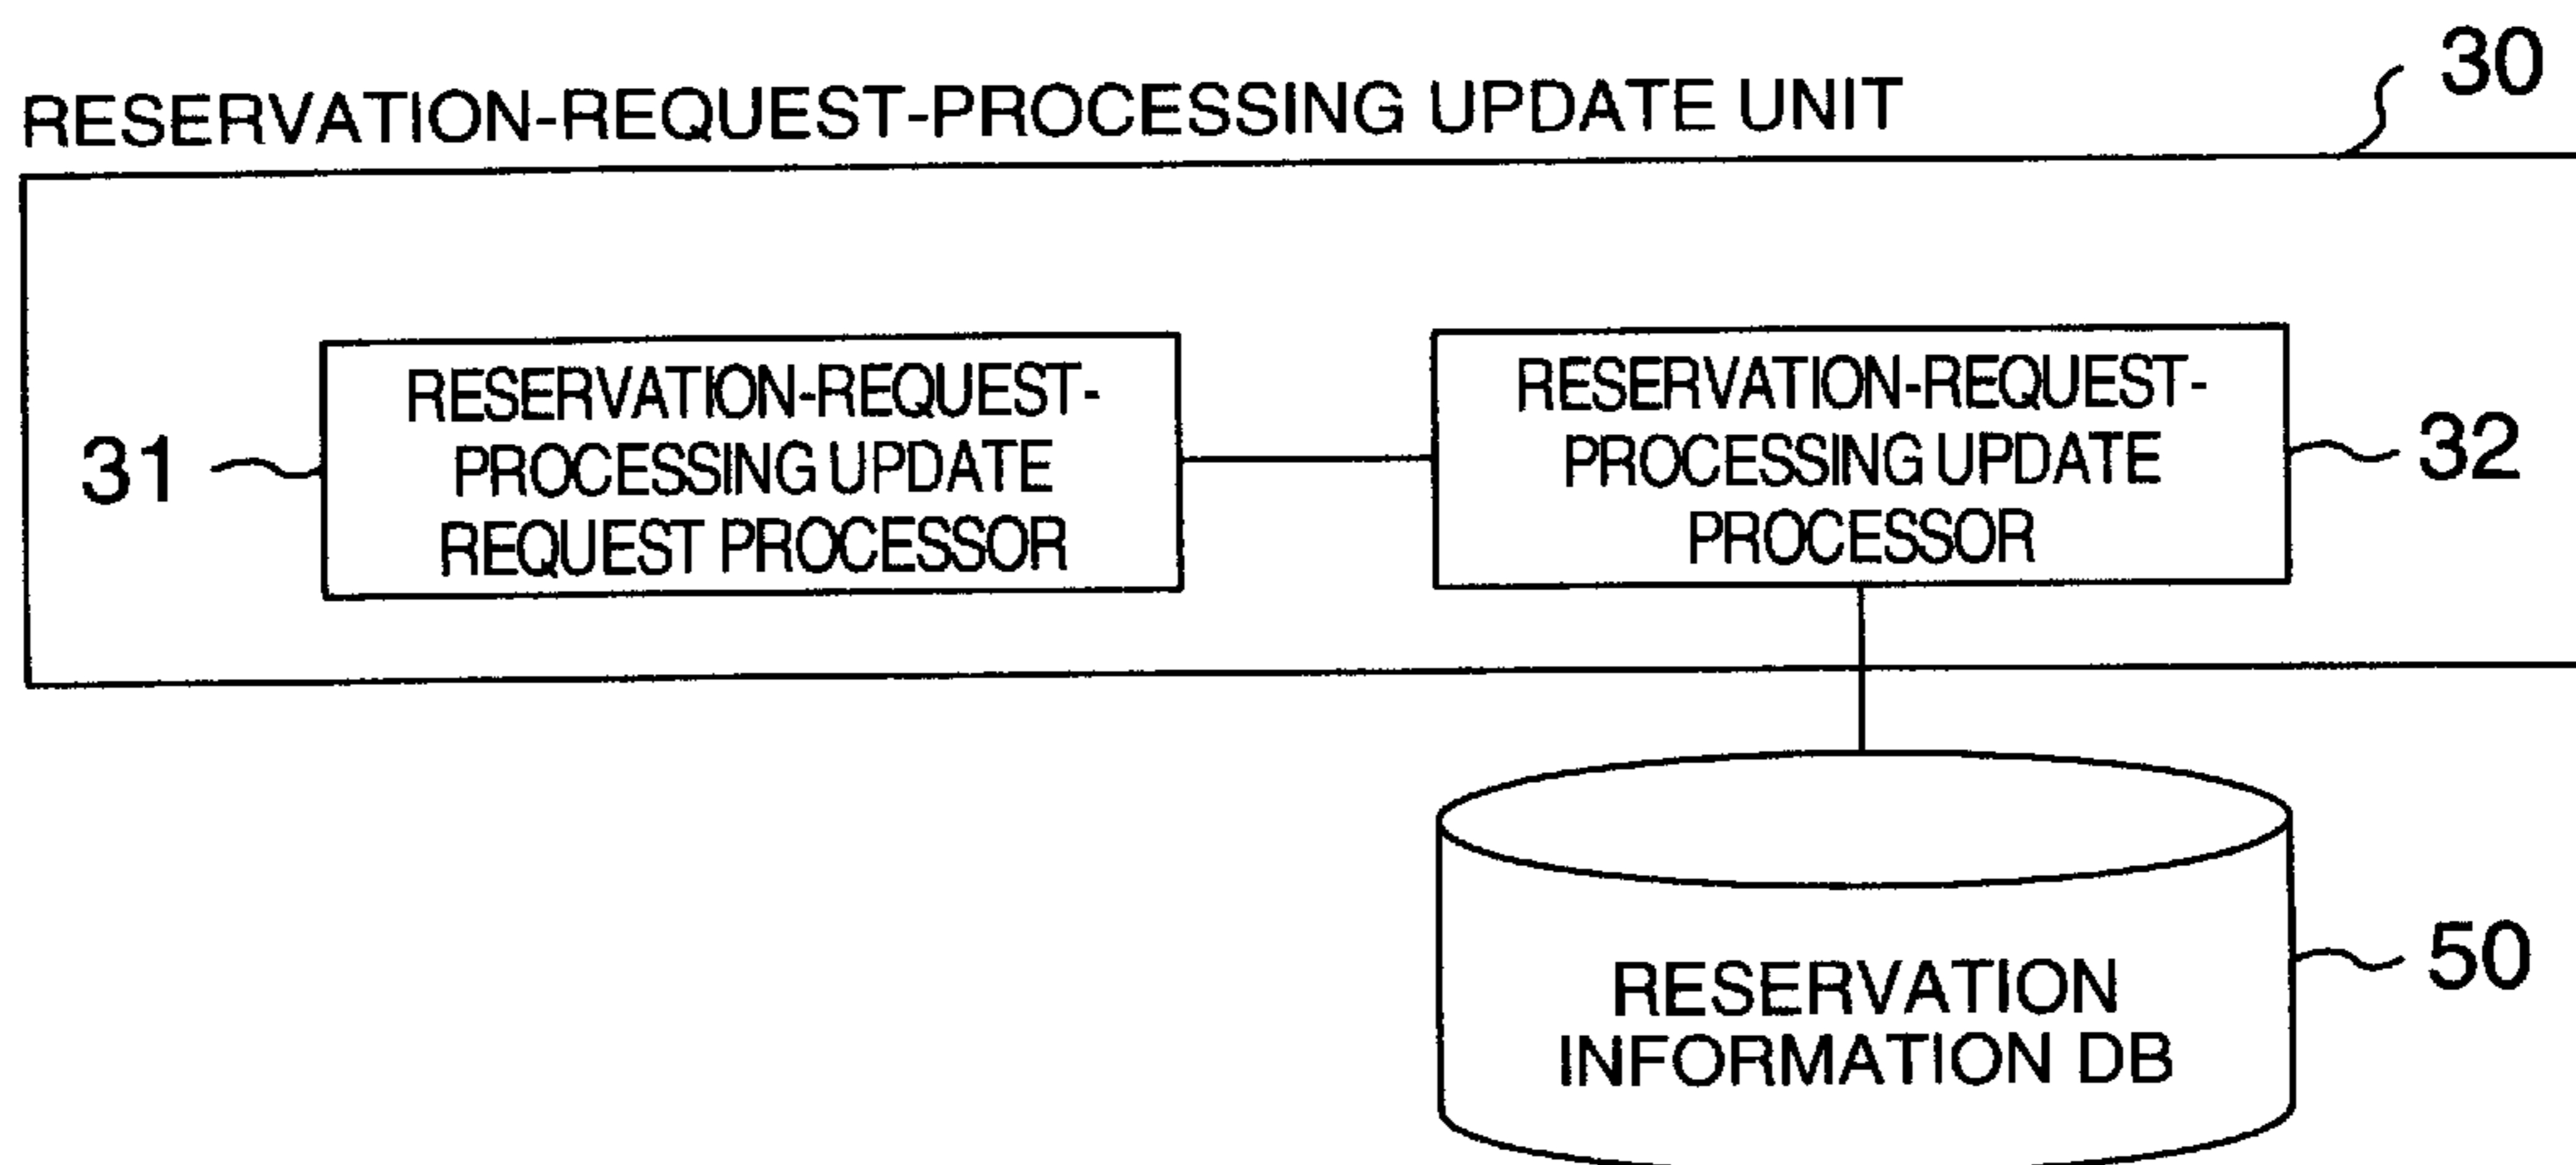 30
RESERVATION-REQUEST-PROCESSING UPDATE UNIT
31
RESERVATION-REQUEST-
PROCESSING UPDATE
REQUEST PROCESSOR
RESERVATION-REQUEST-
PROCESSING UPDATE
PROCESSOR
32
RESERVATION
INFORMATION DB
50